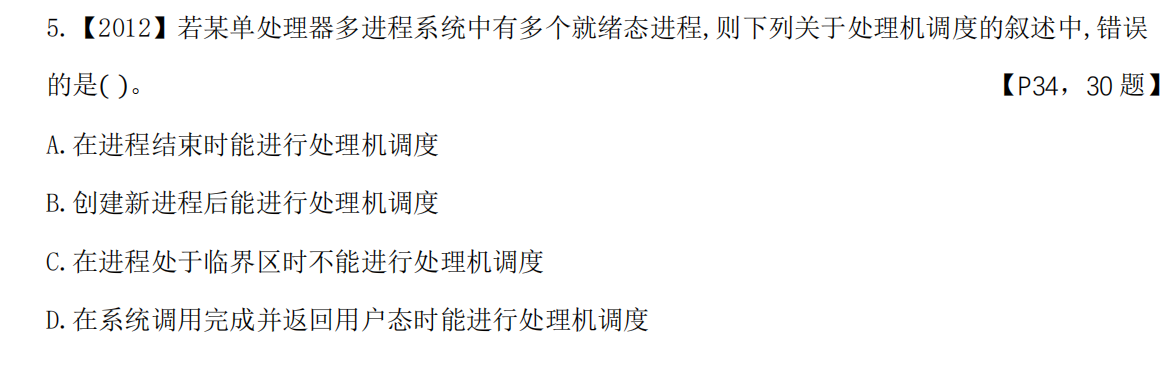 5.【2012】若某单处理器多进程系统中有多个就绪态进程,则下列关于处理机调度的叙述中,错误
的是( )。 【P34，30 题】
A.在进程结束时能进行处理机调度
B.创建新进程后能进行处理机调度
C.在进程处于临界区时不能进行处理机调度
D.在系统调用完成并返回用户态时能进行处理机调度